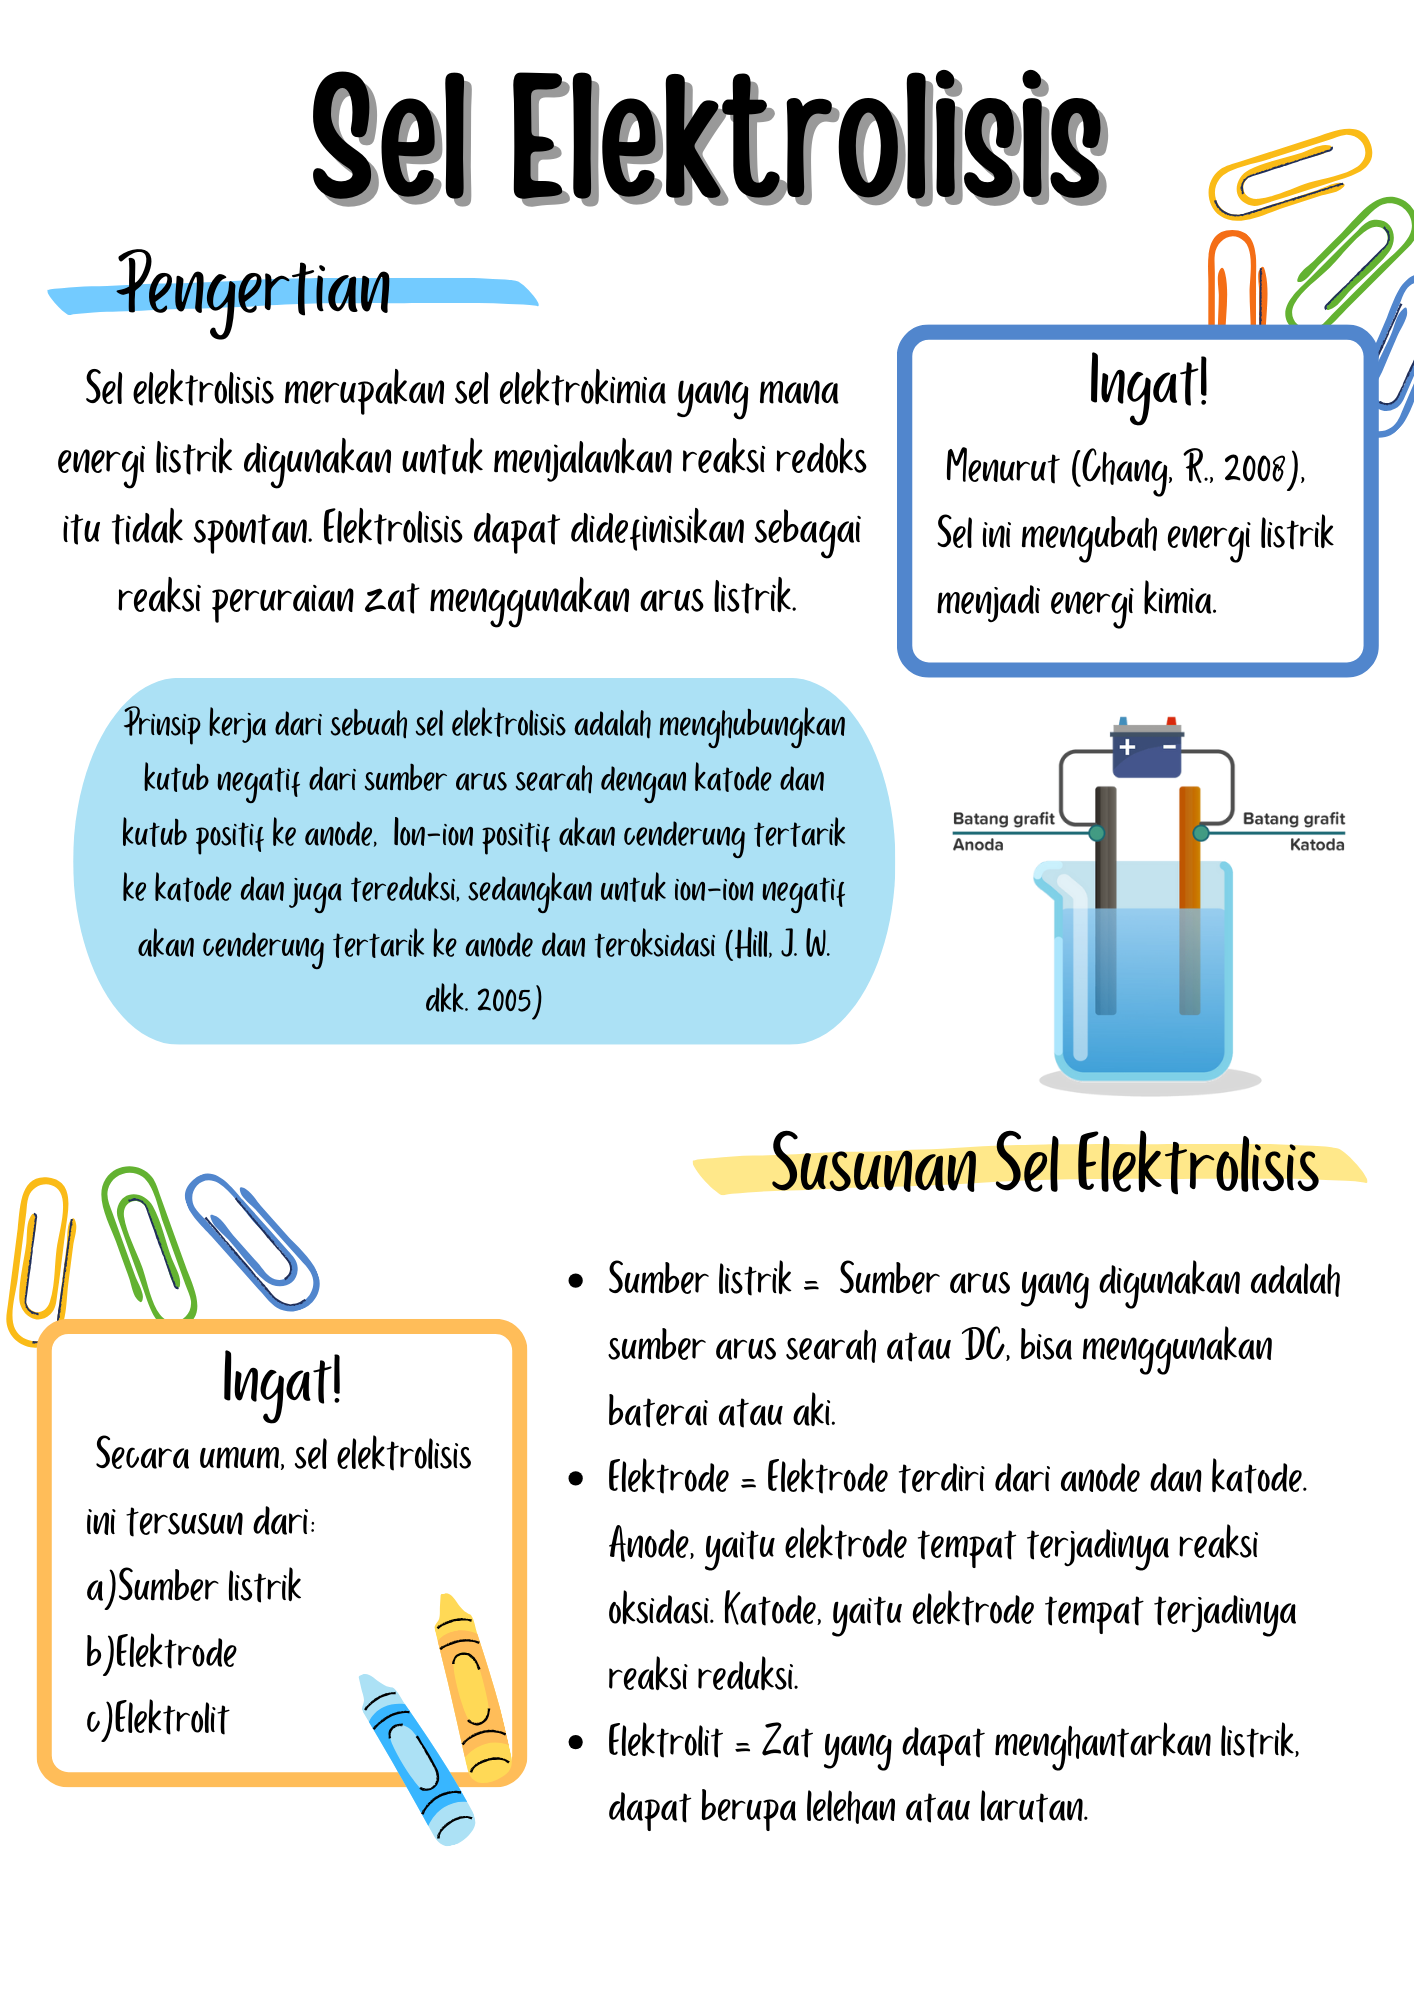 Sel Elektrolisis
Pengertian
Sel elektrolisis merupakan sel elektrokimia yang mana
energi listrik digunakan untuk menjalankan reaksi redoks
itu tidak spontan. Elektrolisis dapat didefinisikan sebagai
reaksi peruraian zat menggunakan arus listrik.
Ingat!
Menurut (Chang, R., 2008),
Sel ini mengubah energi listrik
menjadi energi kimia.
Prinsip kerja dari sebuah sel elektrolisis adalah menghubungkan
kutub negatif dari sumber arus searah dengan katode dan
kutub positif ke anode, Ion-ion positif akan cenderung tertarik
ke katode dan juga tereduksi, sedangkan untuk ion-ion negatif
akan cenderung tertarik ke anode dan teroksidasi (Hill, J. W.
dkk. 2005)
+ −
Batang grafit
Anoda
Batang grafit
Katoda
Susunan Sel Elektrolisis
Ingat!
Secara umum, sel elektrolisis
ini tersusun dari:
a)Sumber listrik
b)Elektrode
c)Elektrolit
• Sumber listrik = Sumber arus yang digunakan adalah
sumber arus searah atau DC, bisa menggunakan
baterai atau aki.
• Elektrode = Elektrode terdiri dari anode dan katode.
Anode, yaitu elektrode tempat terjadinya reaksi
oksidasi. Katode, yaitu elektrode tempat terjadinya
reaksi reduksi.
• Elektrolit = Zat yang dapat menghantarkan listrik,
dapat berupa lelehan atau larutan.